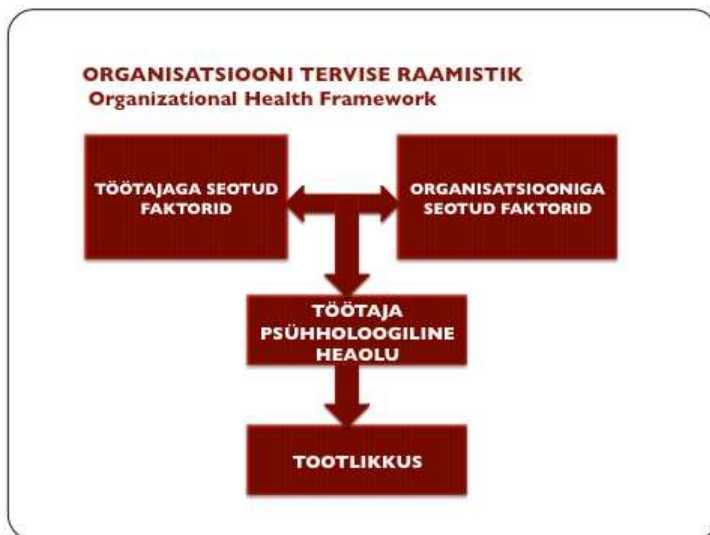 ORGANISATSIOONI TERVISE RAAMISTIK
Organizational Health Framework
TÖÖTAJAGA SEOTUD
FAKTORID
ORGANISATSIOONIGA
SEOTUD FAKTORID
TÖÖTAJA
PSÜHHOLOOGILINE
HEAOLU
TOOTLIKKUS